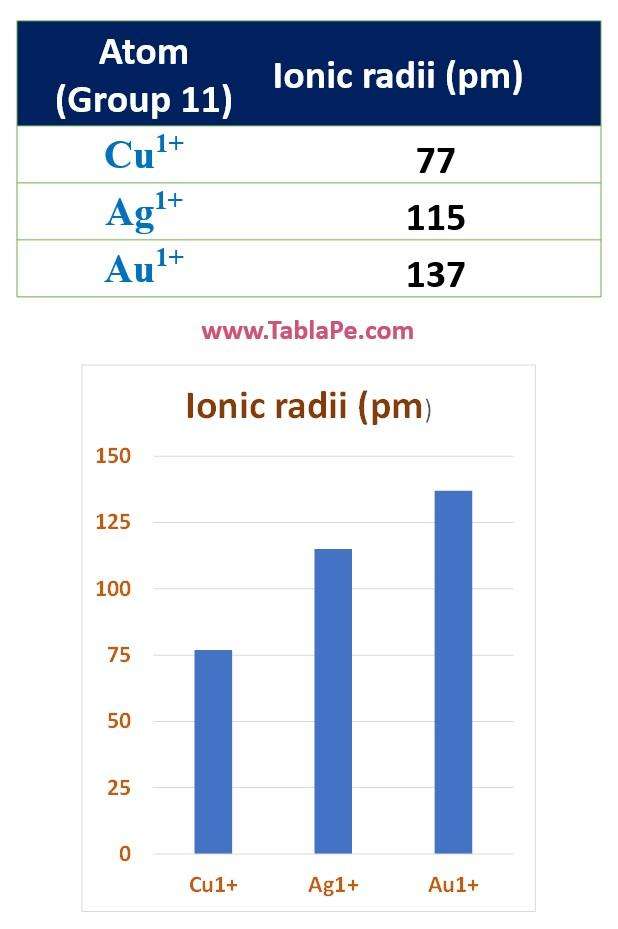 Atom
(Group 11)
Ionic radii (pm)
Cu¹⁺
77
Ag¹⁺
115
Au¹⁺
137
www.TablaPe.com
Ionic radii (pm)
150
125
100
75
50
25
0
Cu1+ Ag1+ Au1+